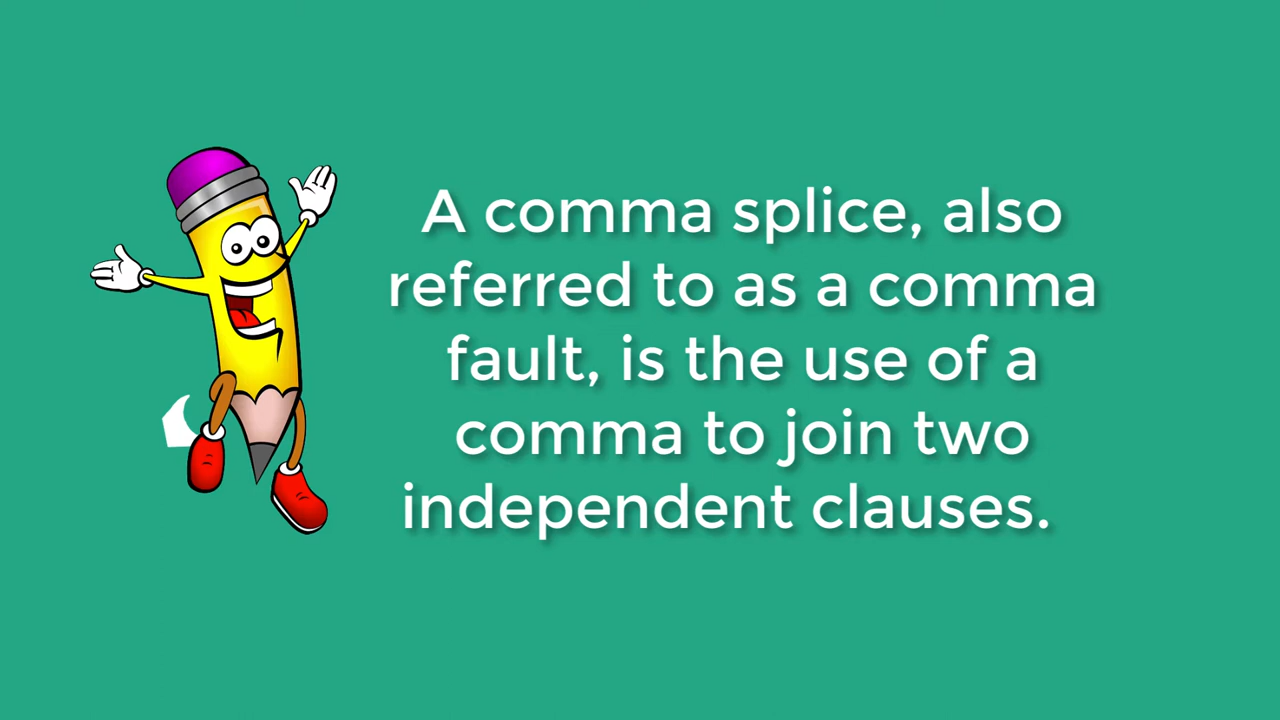 A comma splice, also
referred to as a comma
fault, is the use of a
comma to join two
independent clauses.